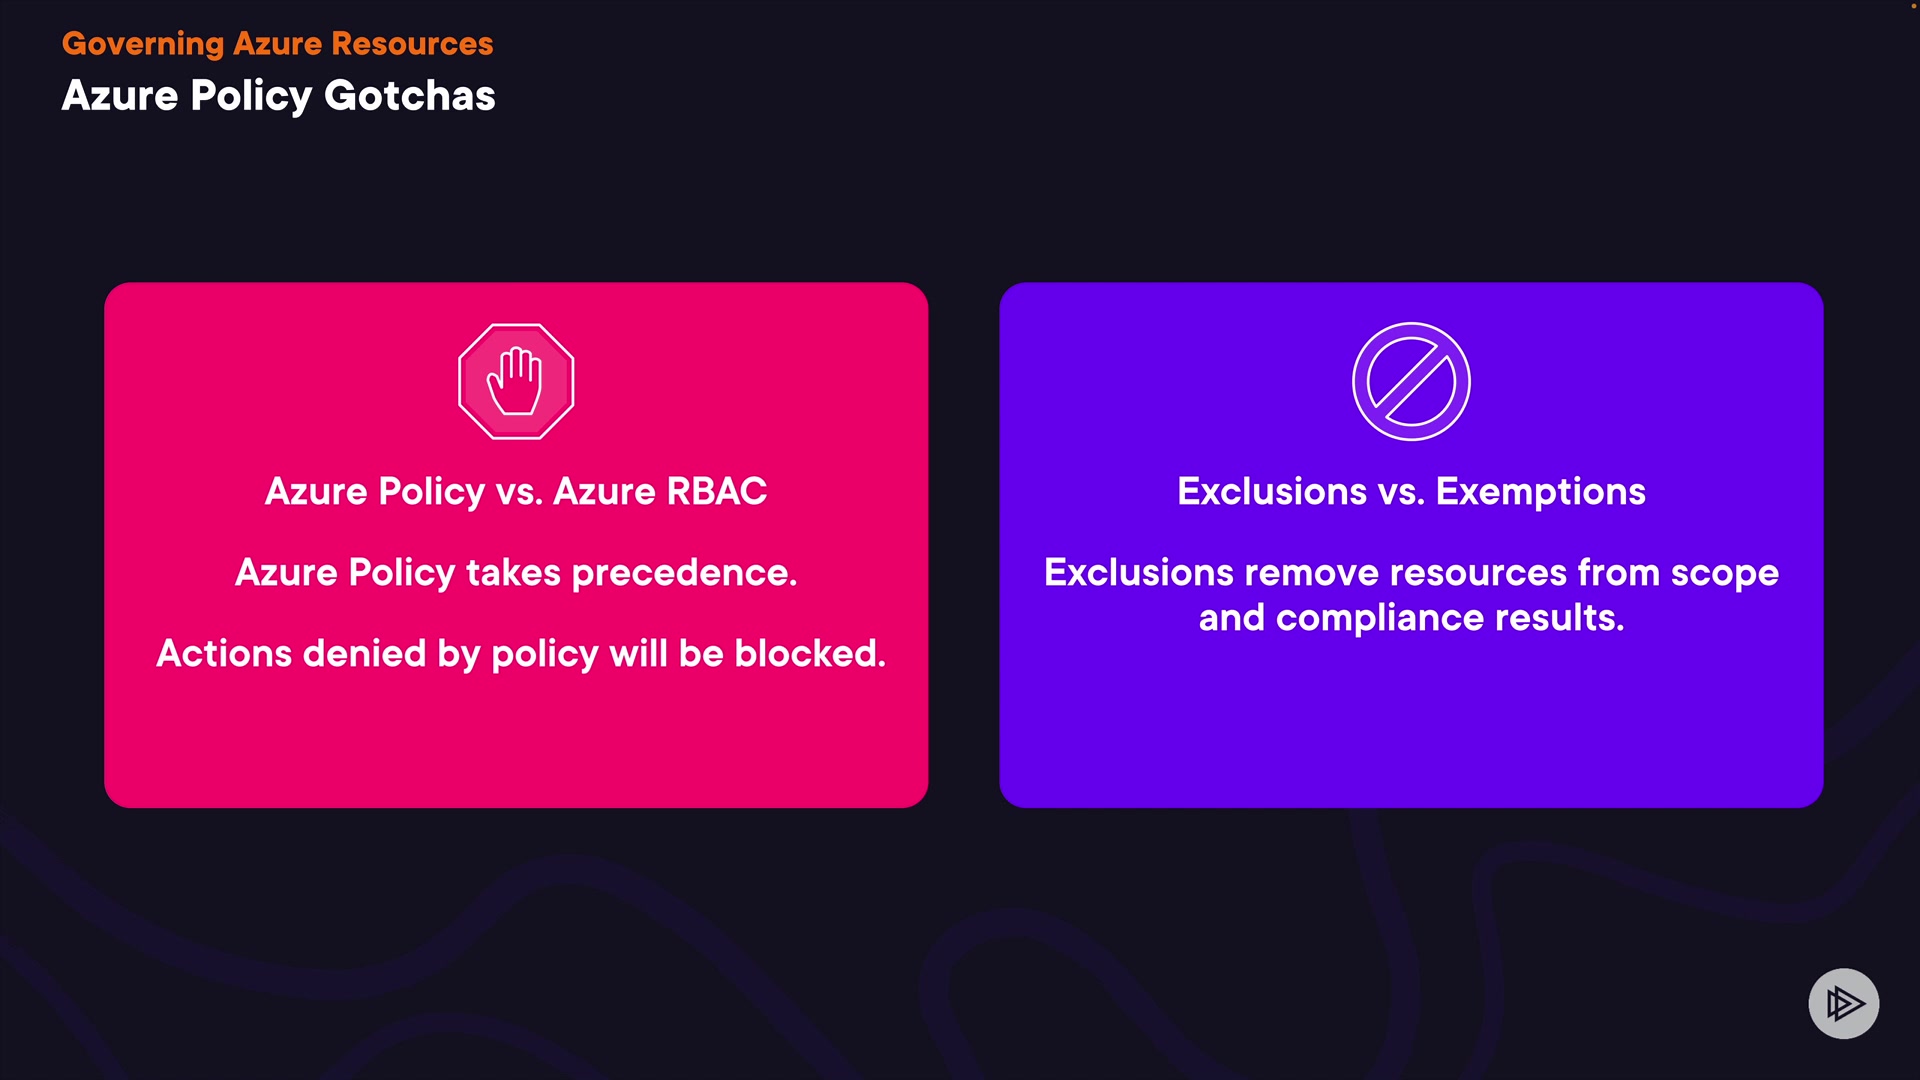 Governing Azure Resources
Azure Policy Gotchas
Azure Policy vs. Azure RBAC
Azure Policy takes precedence.
Actions denied by policy will be blocked.
Exclusions vs. Exemptions
Exclusions remove resources from scope
and compliance results.